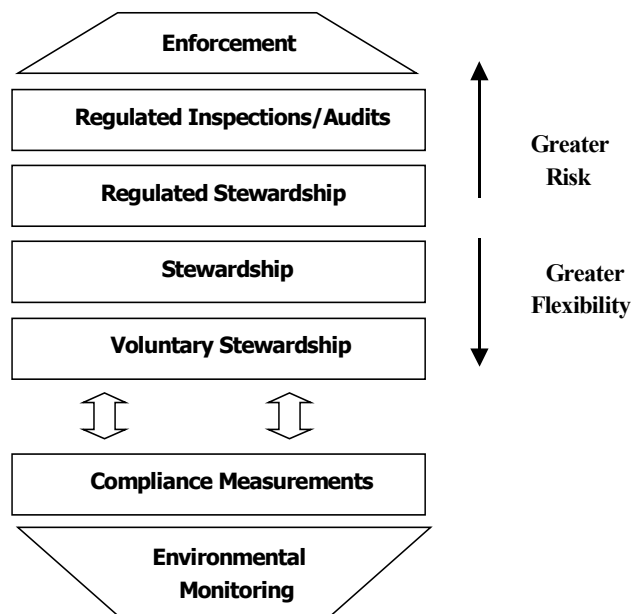 Enforcement
Regulated Inspections/Audits
Greater
Risk
Regulated Stewardship
Stewardship
Greater
Flexibility
Voluntary Stewardship
Compliance Measurements
Environmental
Monitoring